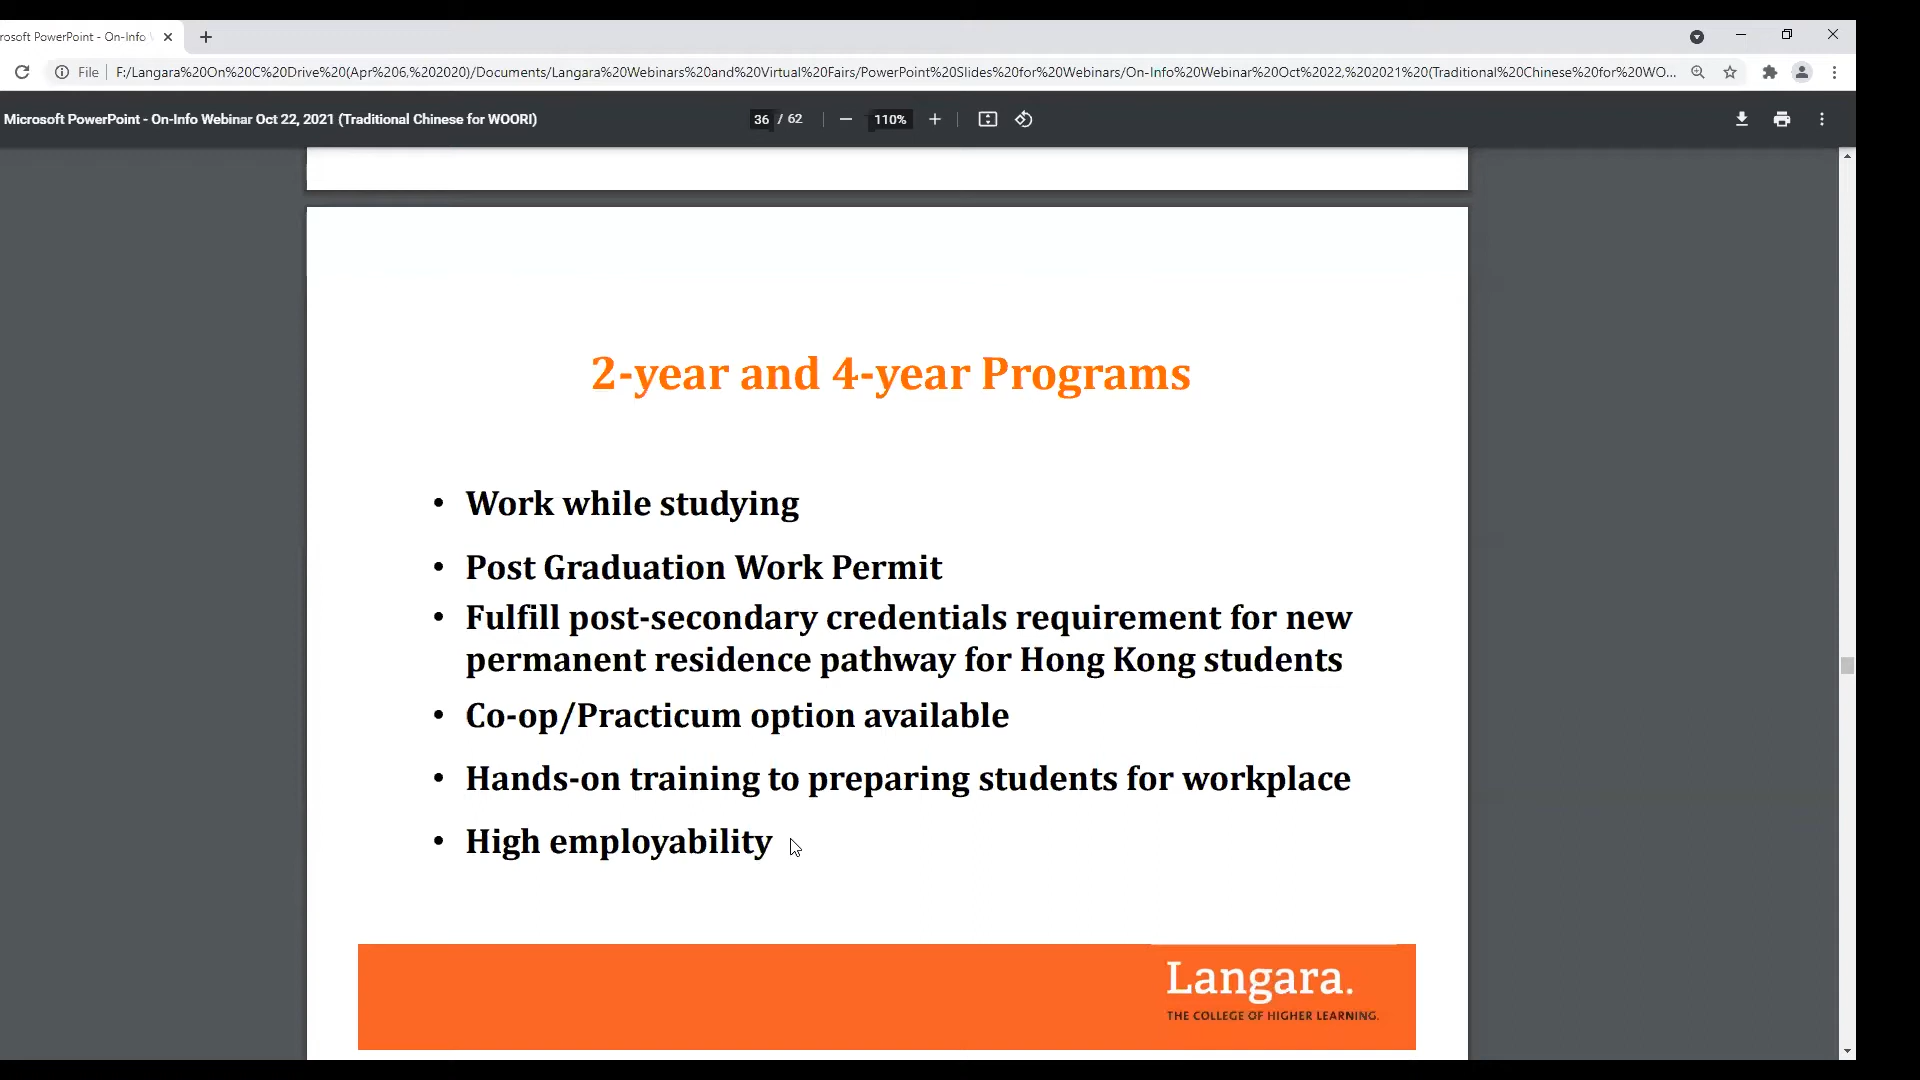 rosoft PowerPoint - On-Info
File
F:/Langara%20On%20C%20Drive%20(Apr%206,%202020)/Documents/Langara%20Webinars%20and%20Virtual%20Fairs/PowerPoint%20Slides%20for%20Webinars/On-Info%20Webinar%20Oct%2022,%202021%20(Traditional%20Chinese%20for%20WO...
Microsoft PowerPoint - On-Info Webinar Oct 22, 2021 (Traditional Chinese for WOORI)
36 / 62
110%
2-year and 4-year Programs
• Work while studying
• Post Graduation Work Permit
• Fulfill post-secondary credentials requirement for new
permanent residence pathway for Hong Kong students
• Co-op/Practicum option available
• Hands-on training to preparing students for workplace
• High employability
Langara.
THE COLLEGE OF HIGHER LEARNING.